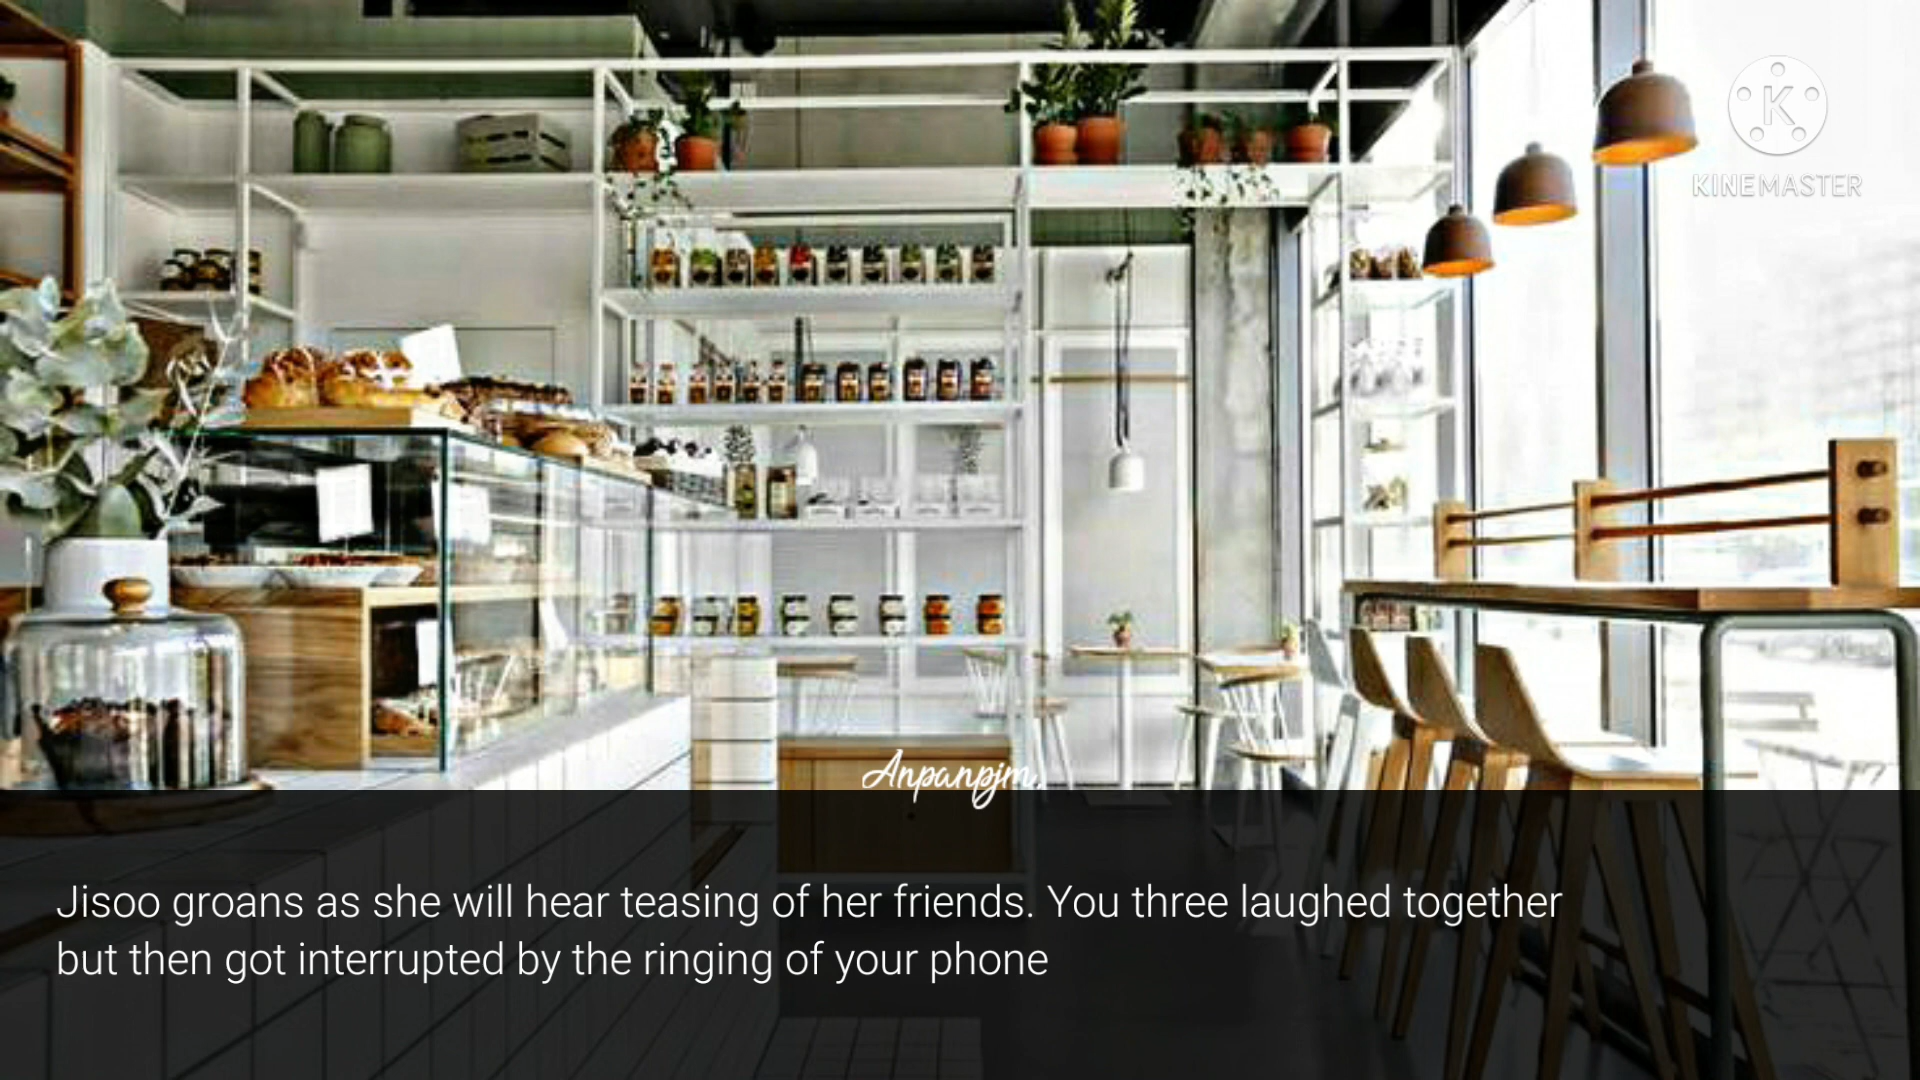 K
KINEMASTER
Anpanpjm.
Jisoo groans as she will hear teasing of her friends. You three laughed together
but then got interrupted by the ringing of your phone